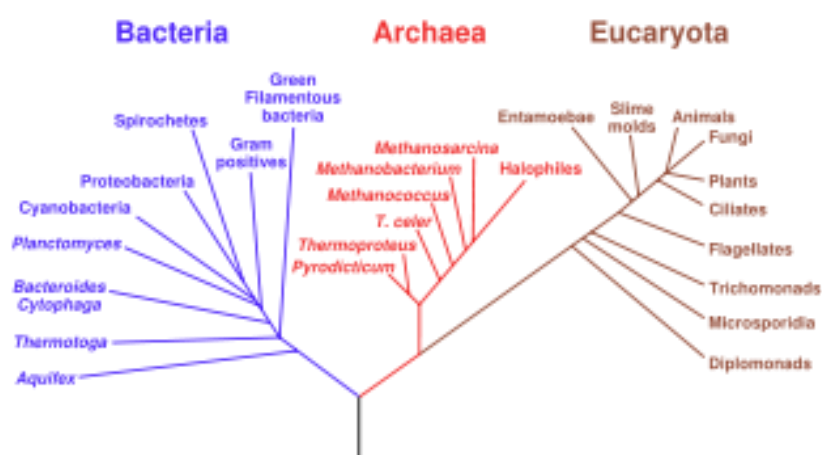 Bacteria
Archaea
Eucaryota
Green
Filamentous
bacteria
Spirochetes
Gram
positives
Proteobacteria
Cyanobacteria
Planctomyces
Bacteroides
Cytophaga
Thermotoga
Aquifex
Methanosarcina
Methanobacterium
Halophiles
Methanococcus
T. celer
Thermoproteus
Pyrodicticum
Entamoebae
Slime
molds
Animals
Fungi
Plants
Ciliates
Flagellates
Trichomonads
Microsporidia
Diplomonads